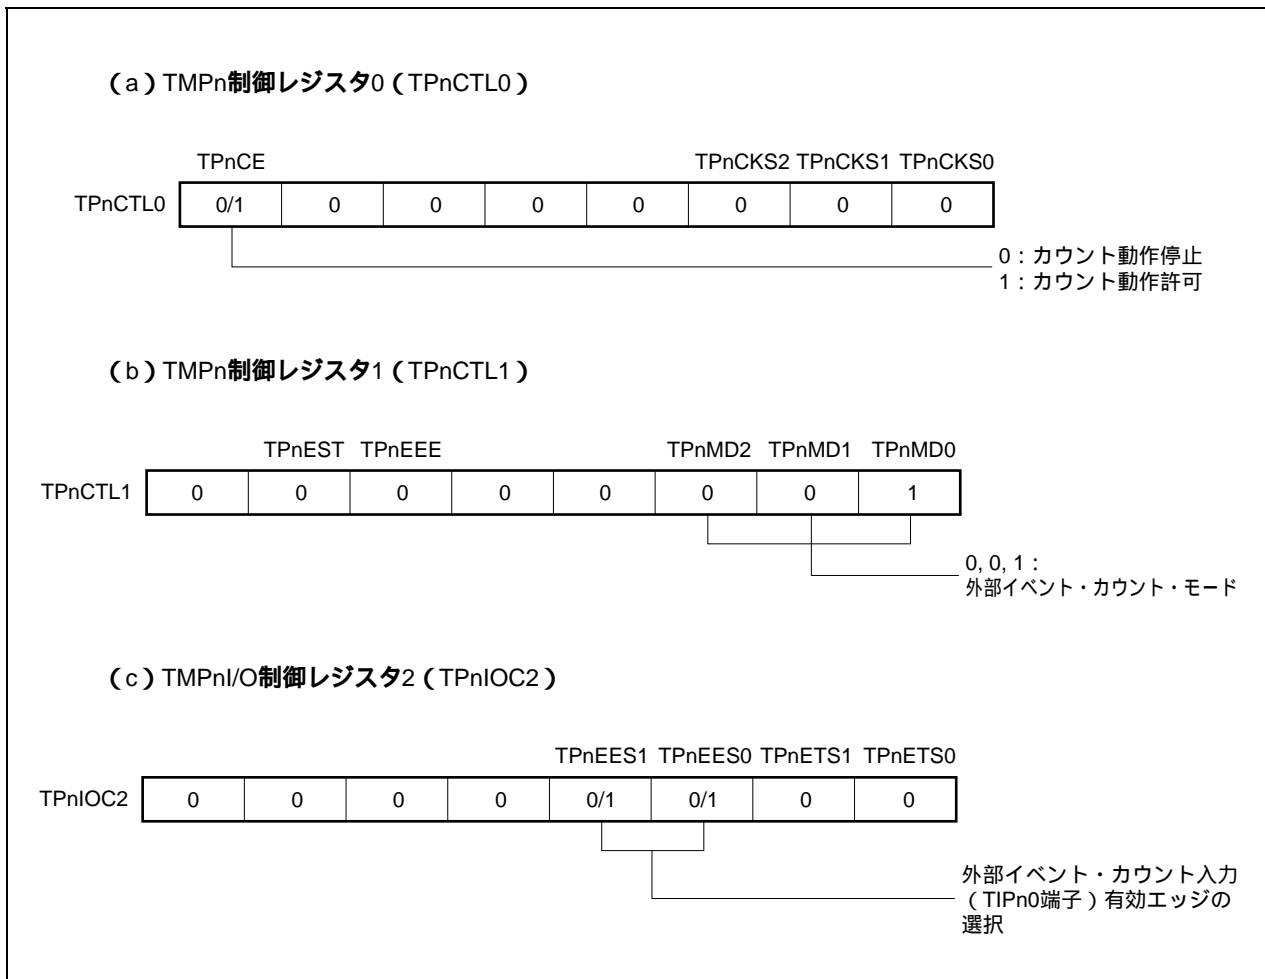 (a)TMPn制御レジスタ0(TPnCTL0)
TPnCE TPnCKS2 TPnCKS1 TPnCKS0
TPnCTL0 0/1 0 0 0 0 0 0 0
0:カウント動作停止
1:カウント動作許可
(b)TMPn制御レジスタ1(TPnCTL1)
TPnEST TPnEEE TPnMD2 TPnMD1 TPnMD0
TPnCTL1 0 0 0 0 0 0 0 1
0, 0, 1:
外部イベント・カウント・モード
(c)TMPnI/O制御レジスタ2(TPnIOC2)
TPnEES1 TPnEES0 TPnETS1 TPnETS0
TPnIOC2 0 0 0 0 0/1 0/1 0 0
外部イベント・カウント入力
(TIPn0端子)有効エッジの
選択